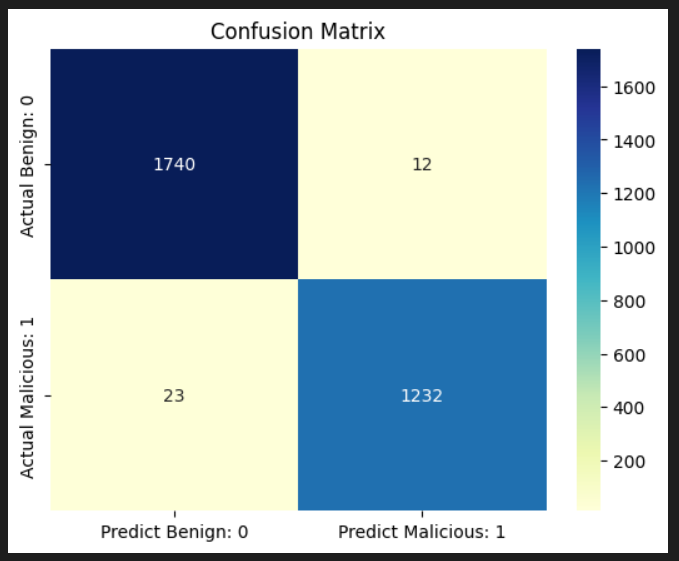 Confusion Matrix
Actual Benign: 0
1740
12
Actual Malicious: 1
23
1232
Predict Benign: 0
Predict Malicious: 1
1600
1400
1200
1000
800
600
400
200